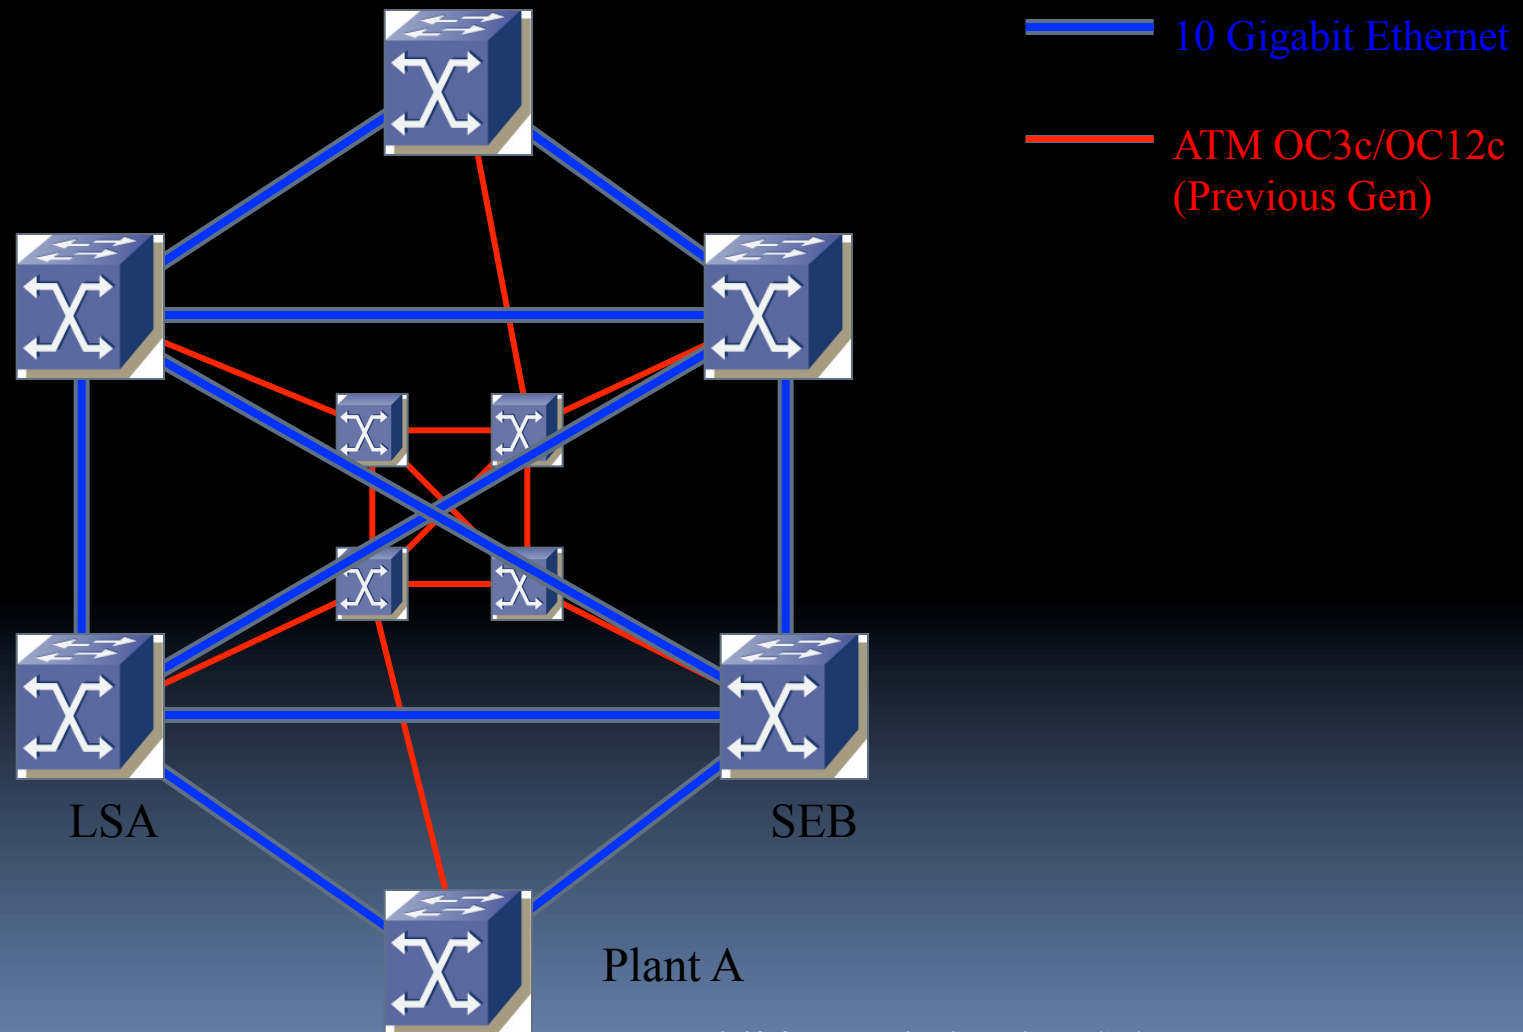 10 Gigabit Ethernet
ATM OC3c/OC12c
(Previous Gen)
LSA
SEB
Plant A